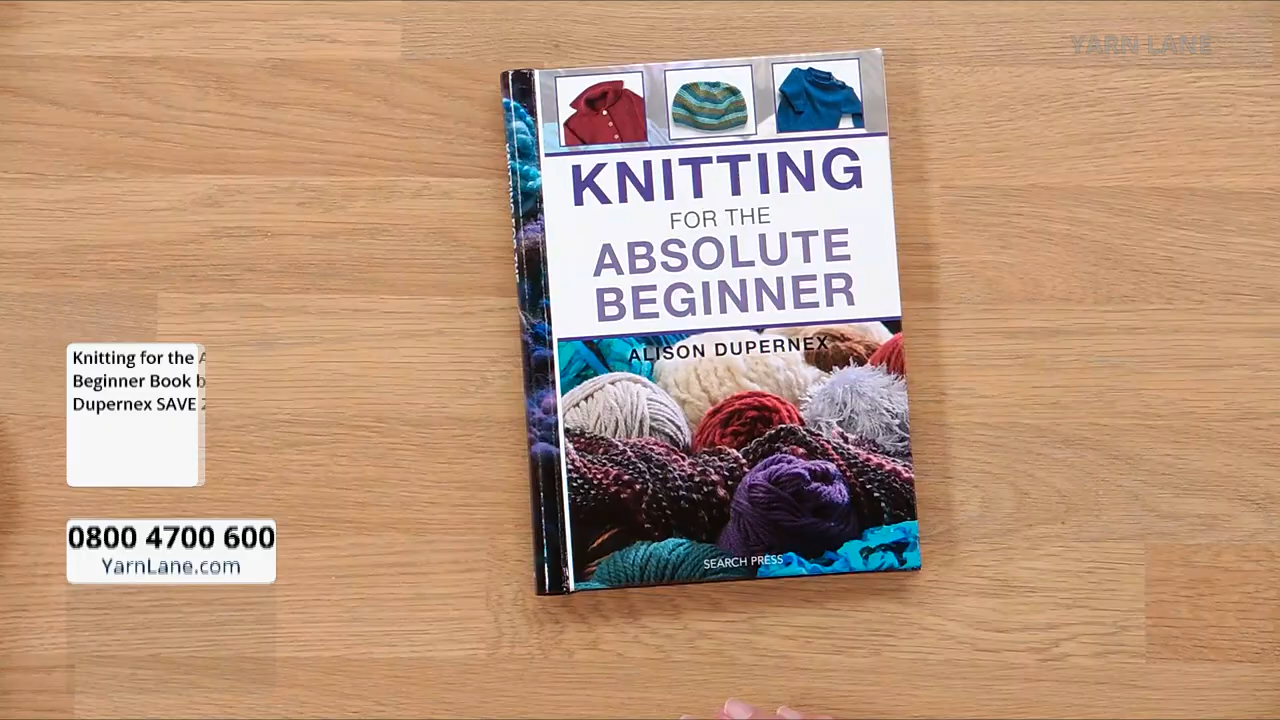 YARN LANE
KNITTING
FOR THE
ABSOLUTE
BEGINNER
ALISON DUPERNEX
SEARCH PRESS
Knitting for the
Beginner Book
Dupernex SAVE
0800 4700 600
YarnLane.com